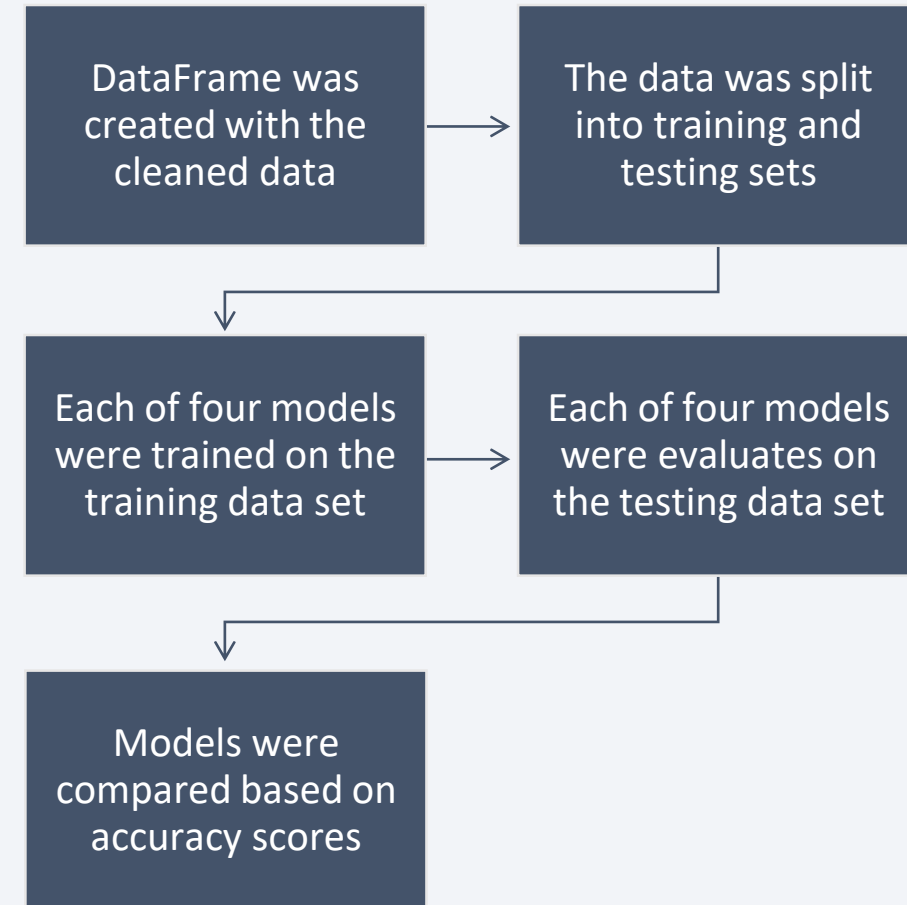 DataFrame was
created with the
cleaned data
The data was split
into training and
testing sets
Each of four models
were trained on the
training data set
Each of four models
were evaluates on
the testing data set
Models were
compared based on
accuracy scores